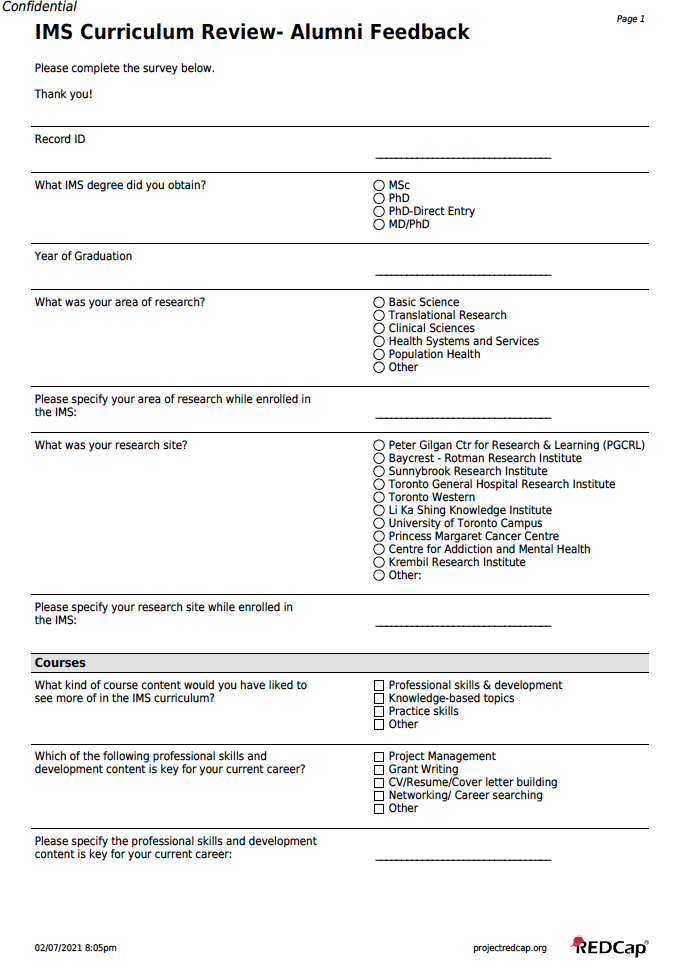 Confidential
Page 1
IMS Curriculum Review- Alumni Feedback
Please complete the survey below.
Thank you!
Record ID
__________________________________
What IMS degree did you obtain?
MSc
PhD
PhD-Direct Entry
MD/PhD
Year of Graduation
__________________________________
What was your area of research?
Basic Science
Translational Research
Clinical Sciences
Health Systems and Services
Population Health
Other
Please specify your area of research while enrolled in
the IMS:
__________________________________
What was your research site?
Peter Gilgan Ctr for Research & Learning (PGCRL)
Baycrest - Rotman Research Institute
Sunnybrook Research Institute
Toronto General Hospital Research Institute
Toronto Western
Li Ka Shing Knowledge Institute
University of Toronto Campus
Princess Margaret Cancer Centre
Centre for Addiction and Mental Health
Krembil Research Institute
Other:
Please specify your research site while enrolled in
the IMS:
__________________________________
Courses
What kind of course content would you have liked to
see more of in the IMS curriculum?
Professional skills & development
Knowledge-based topics
Practice skills
Other
Which of the following professional skills and
development content is key for your current career?
Project Management
Grant Writing
CV/Resume/Cover letter building
Networking/ Career searching
Other
Please specify the professional skills and development
content is key for your current career:
__________________________________
02/07/2021 8:05pm
projectredcap.org
REDCap®